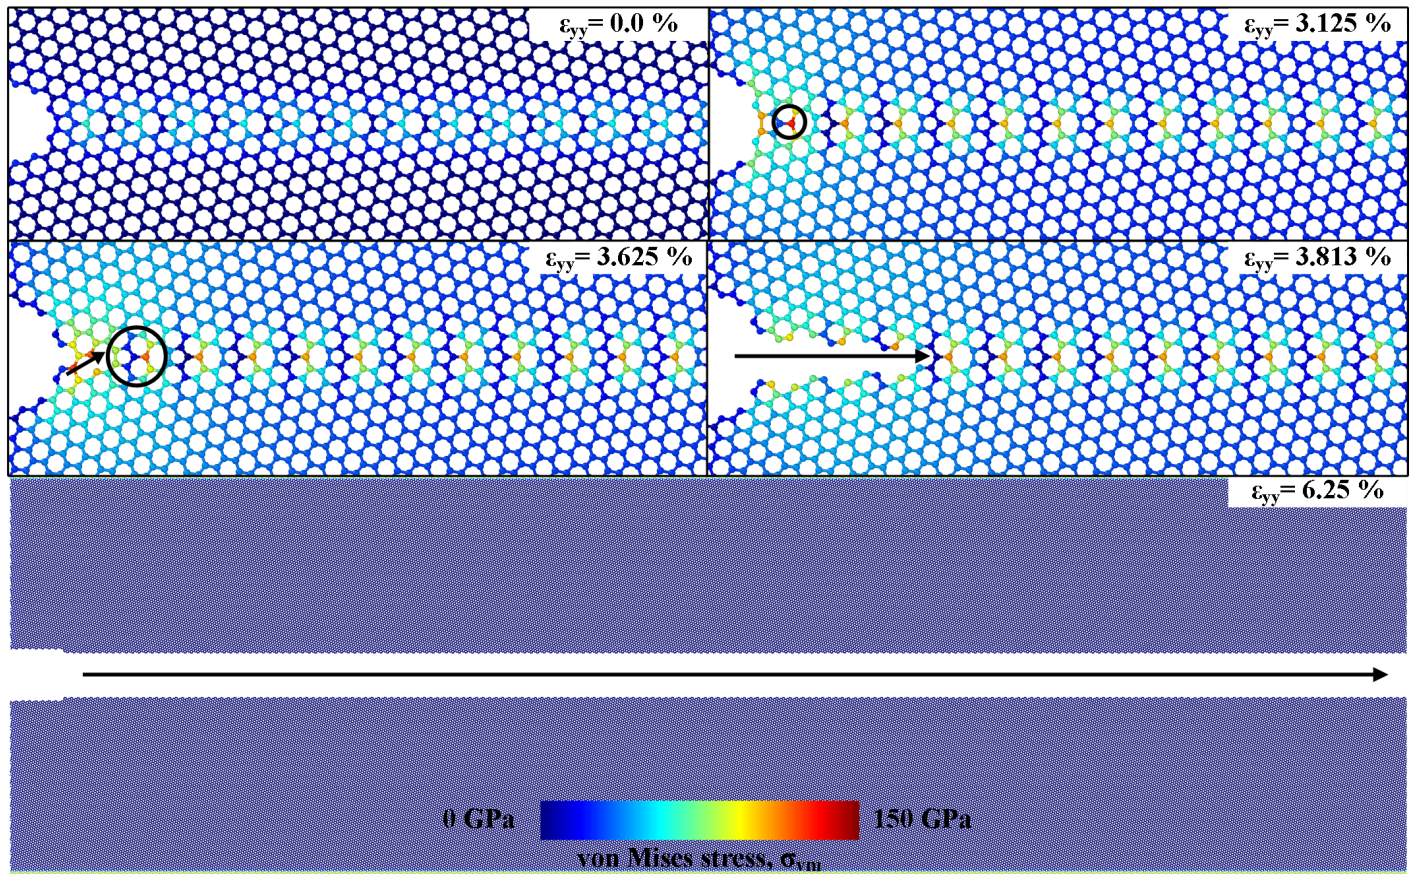 εyy= 0.0 %
εyy= 3.125 %
εyy= 3.625 %
εyy= 3.813 %
εyy= 6.25 %
0 GPa
150 GPa
von Mises stress, σvm